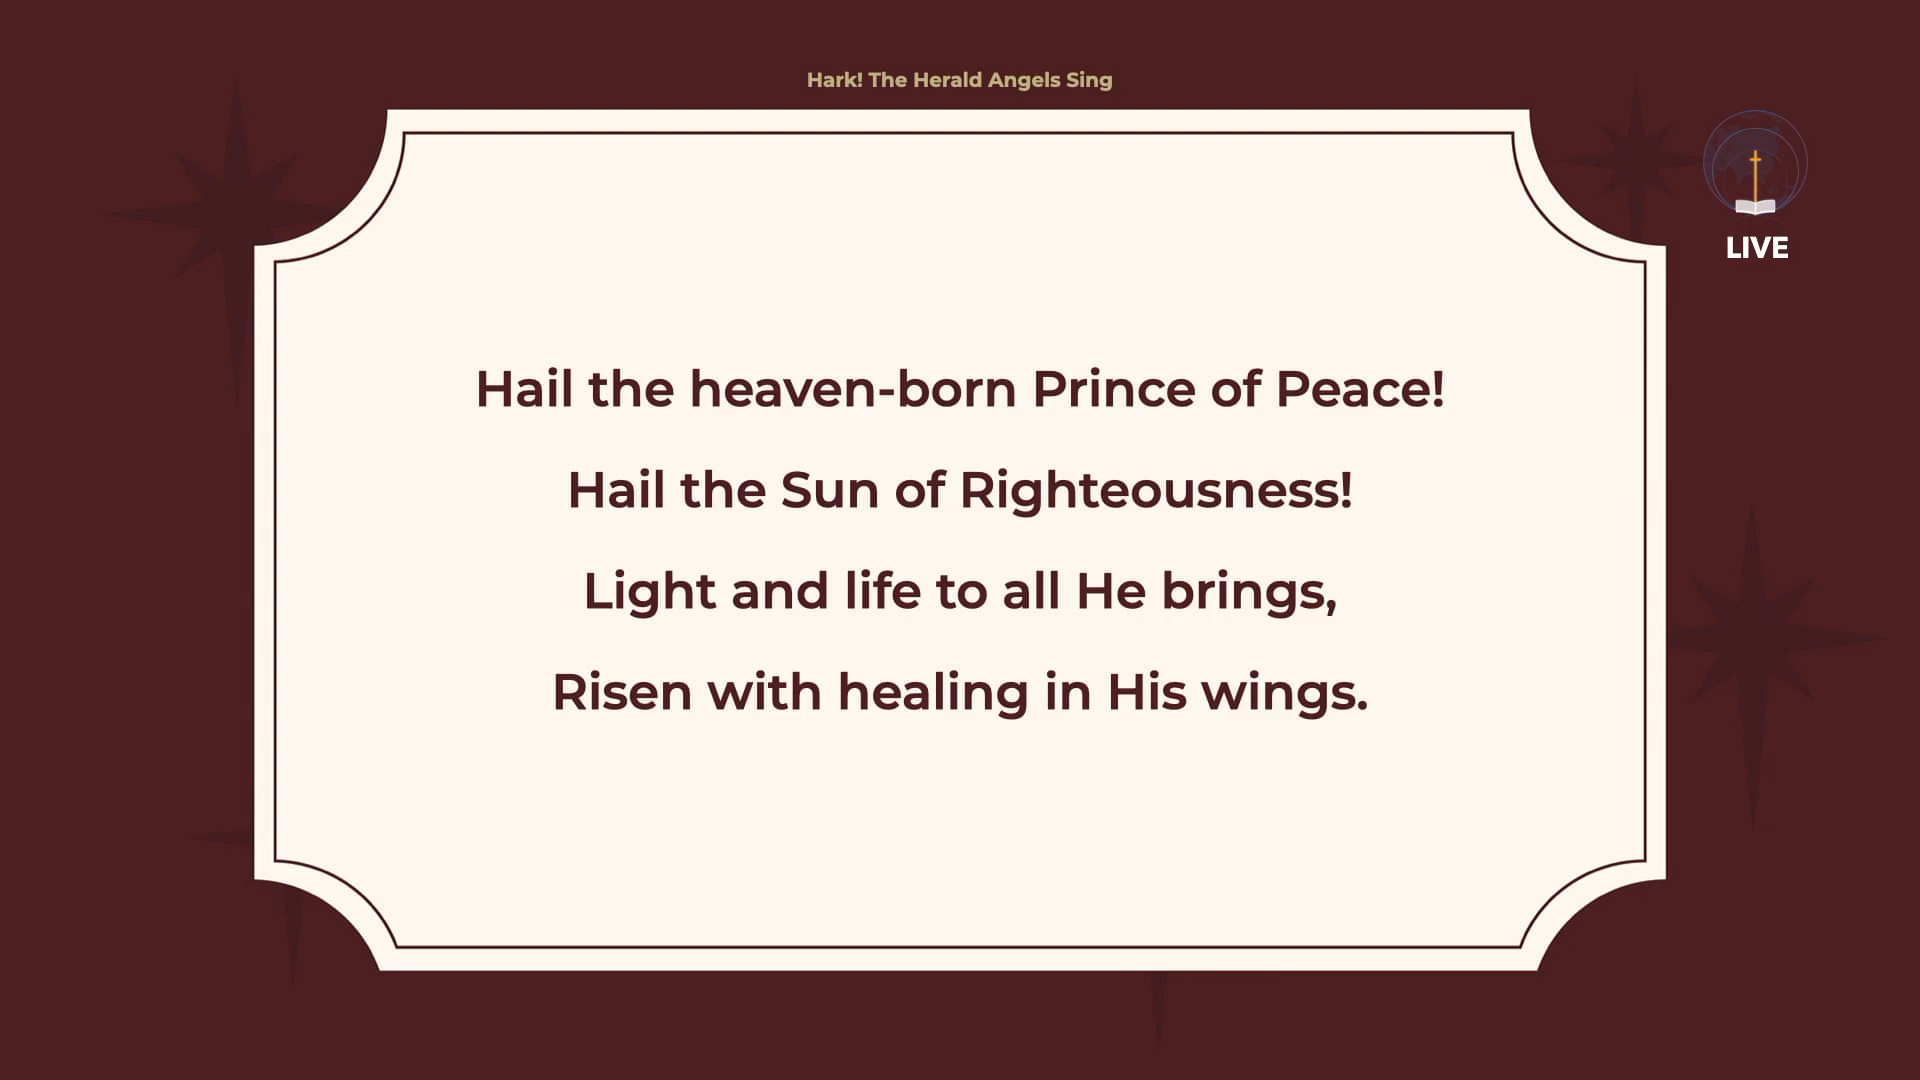 Hark! The Herald Angels Sing
LIVE
Hail the heaven-born Prince of Peace!
Hail the Sun of Righteousness!
Light and life to all He brings,
Risen with healing in His wings.